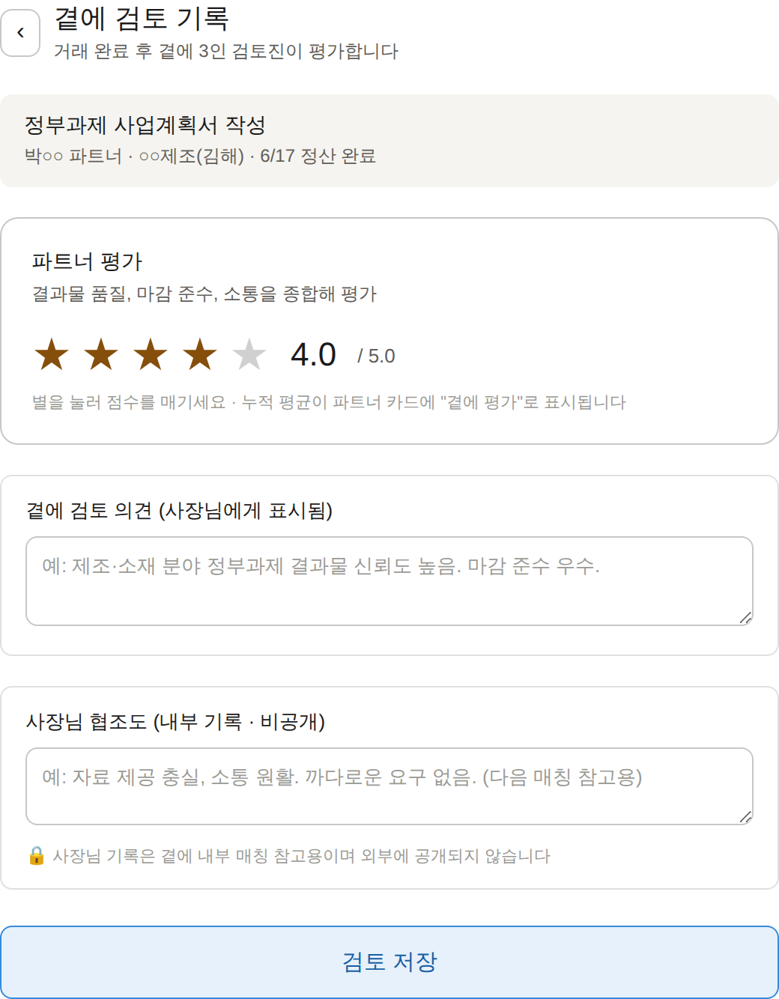 곁에 검토 기록
거래 완료 후 곁에 3인 검토진이 평가합니다
정부과제 사업계획서 작성
박○○ 파트너 · ○○제조(김해) · 6/17 정산 완료
파트너 평가
결과물 품질, 마감 준수, 소통을 종합해 평가
4.0 / 5.0
별을 눌러 점수를 매기세요 · 누적 평균이 파트너 카드에 "곁에 평가"로 표시됩니다
곁에 검토 의견 (사장님에게 표시됨)
예: 제조·소재 분야 정부과제 결과물 신뢰도 높음. 마감 준수 우수.
사장님 협조도 (내부 기록 · 비공개)
예: 자료 제공 충실, 소통 원활. 까다로운 요구 없음. (다음 매칭 참고용)
🔒 사장님 기록은 곁에 내부 매칭 참고용이며 외부에 공개되지 않습니다
검토 저장